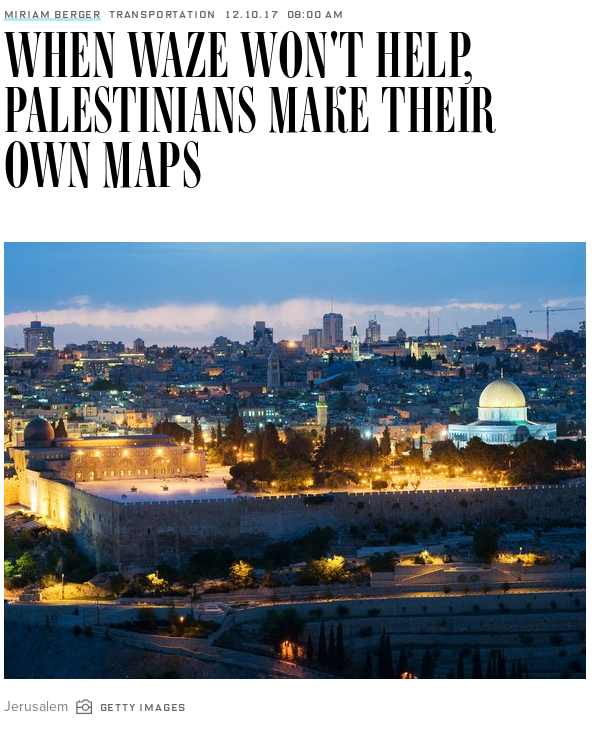 MIRIAM BERGER TRANSPORTATION 12.10.17 08:00 AM
WHEN WAZE WON'T HELP,
PALESTINIANS MAKE THEIR
OWN MAPS
Jerusalem GETTY IMAGES